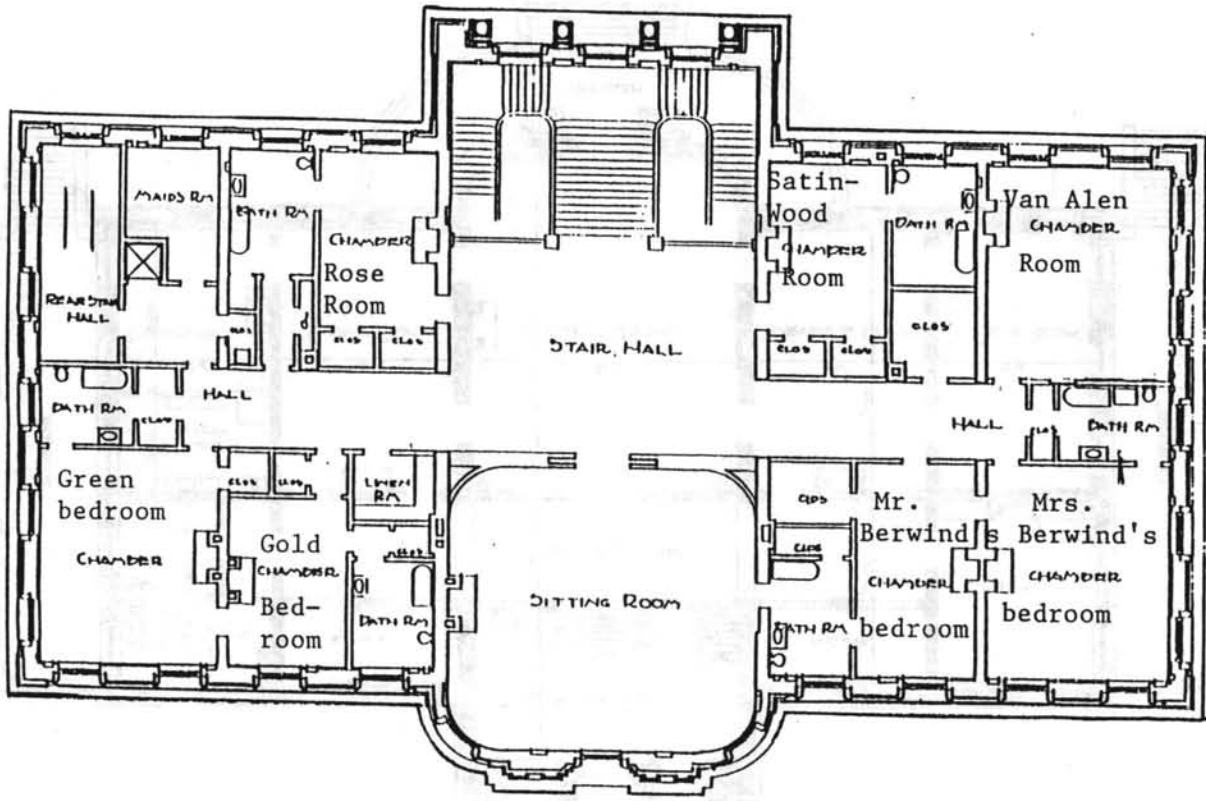 MAIDS RM
BATH RM
CHAMBER
Rose
Room
REAR STAIR
HALL
CLOS
CLOS
CLOS
Satin-
Wood
CHAMBER
Room
BATH RM
CLOS
CLOS
CLOS
Van Alen
CHAMBER
Room
STAIR HALL
BATH RM
CLOS
HALL
HALL
CLOS
BATH RM
Green
bedroom
CHAMBER
CLOS
CLOS
LINEN
RM
Gold
CHAMBER
Bed-
room
CLOS
BATH RM
SITTING ROOM
CLOS
CLOS
BATH RM
Mr.
Berwind's
CHAMBER
bedroom
Mrs.
Berwind's
CHAMBER
bedroom